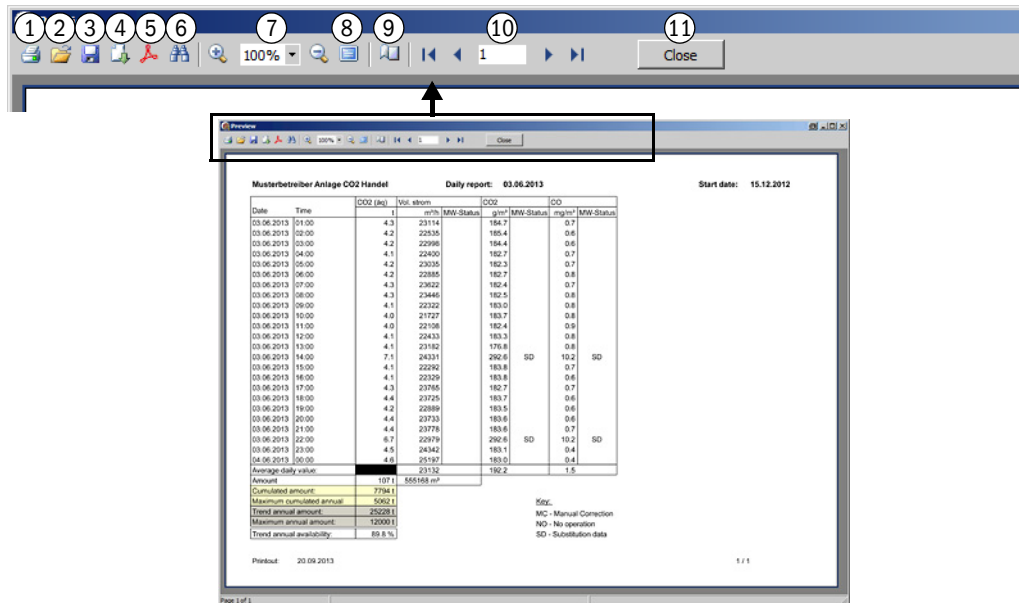 1 2 3 4 5 6 7 8 9 10 11
100% 1 Close
Preview
100% 1 Close
Musterbetreiber Anlage CO2 Handel Daily report: 03.06.2013 Start date: 15.12.2012
CO2 (äq) Vol. strom CO2 CO
Date Time t m³/h MW-Status g/m³ MW-Status mg/m³ MW-Status
03.06.2013 01:00 4.3 23114 184.7 0.7
03.06.2013 02:00 4.2 22535 185.4 0.6
03.06.2013 03:00 4.2 22998 184.4 0.6
03.06.2013 04:00 4.1 22400 182.7 0.7
03.06.2013 05:00 4.2 23035 182.3 0.7
03.06.2013 06:00 4.2 22885 182.7 0.8
03.06.2013 07:00 4.3 23622 182.4 0.7
03.06.2013 08:00 4.3 23446 182.5 0.8
03.06.2013 09:00 4.1 22322 183.0 0.8
03.06.2013 10:00 4.0 21727 183.7 0.8
03.06.2013 11:00 4.0 22108 182.4 0.9
03.06.2013 12:00 4.1 22433 183.3 0.8
03.06.2013 13:00 4.1 23182 176.8 0.8
03.06.2013 14:00 7.1 24331 292.6 SD 10.2 SD
03.06.2013 15:00 4.1 22292 183.8 0.7
03.06.2013 16:00 4.1 22329 183.8 0.6
03.06.2013 17:00 4.3 23765 182.7 0.7
03.06.2013 18:00 4.4 23725 183.7 0.6
03.06.2013 19:00 4.2 22889 183.5 0.6
03.06.2013 20:00 4.4 23733 183.6 0.6
03.06.2013 21:00 4.4 23778 183.6 0.7
03.06.2013 22:00 6.7 22979 292.6 SD 10.2 SD
03.06.2013 23:00 4.5 24342 183.1 0.4
04.06.2013 00:00 4.6 25197 183.0 0.4
Average daily value: 23132 192.2 1.5
Amount 107 t 555168 m³
Cumulated amount: 7794 t
Maximum cumulated annual 5062 t
Trend annual amount: 25228 t
Maximum annual amount: 12000 t
Trend annual availability: 89.8 %
Key:
MC - Manual Correction
NO - No operation
SD - Substitution data
Printout: 20.09.2013 1 / 1
Page 1 of 1